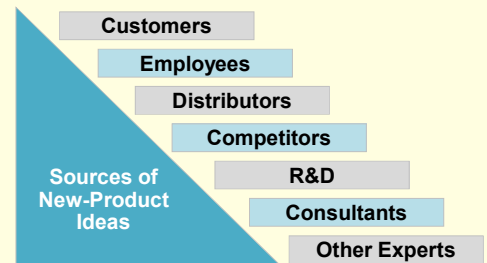 Customers
Employees
Distributors
Competitors
R&D
Consultants
Other Experts
Sources of
New-Product
Ideas